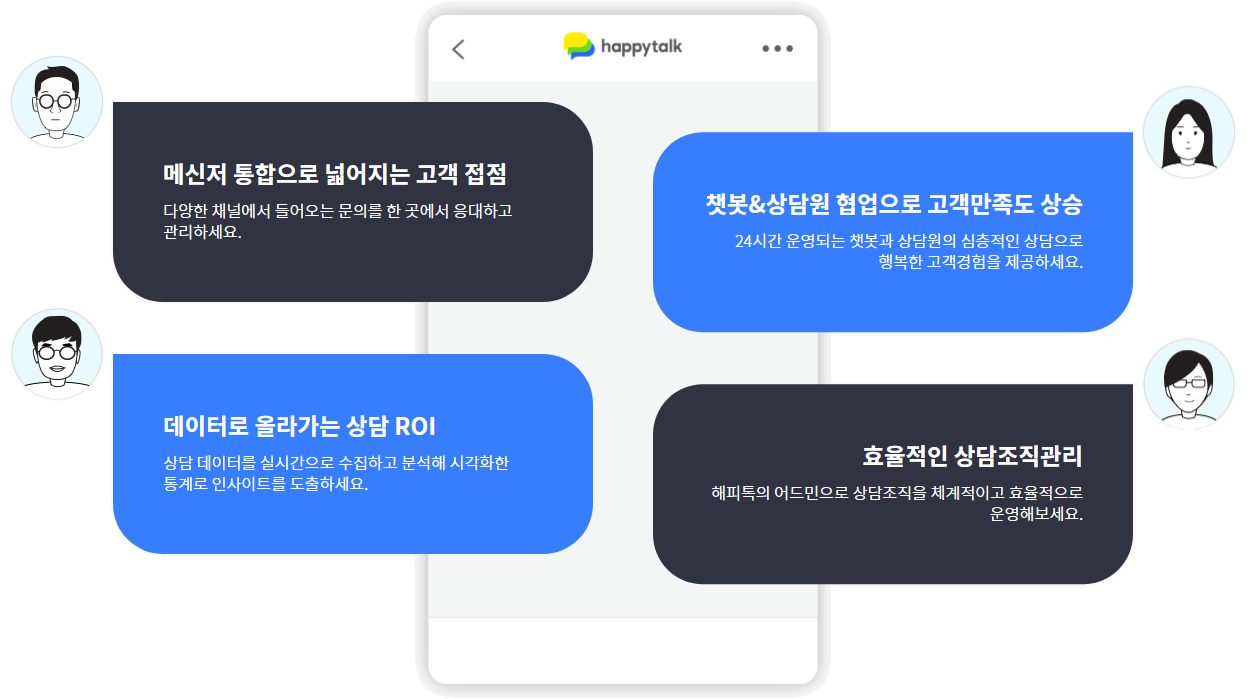 happytalk
메신저 통합으로 넓어지는 고객 접점
다양한 채널에서 들어오는 문의를 한 곳에서 응대하고
관리하세요.
챗봇&상담원 협업으로 고객만족도 상승
24시간 운영되는 챗봇과 상담원의 심층적인 상담으로
행복한 고객경험을 제공하세요.
데이터로 올라가는 상담 ROI
상담 데이터를 실시간으로 수집하고 분석해 시각화한
통계로 인사이트를 도출하세요.
효율적인 상담조직관리
해피톡의 어드민으로 상담조직을 체계적이고 효율적으로
운영해보세요.